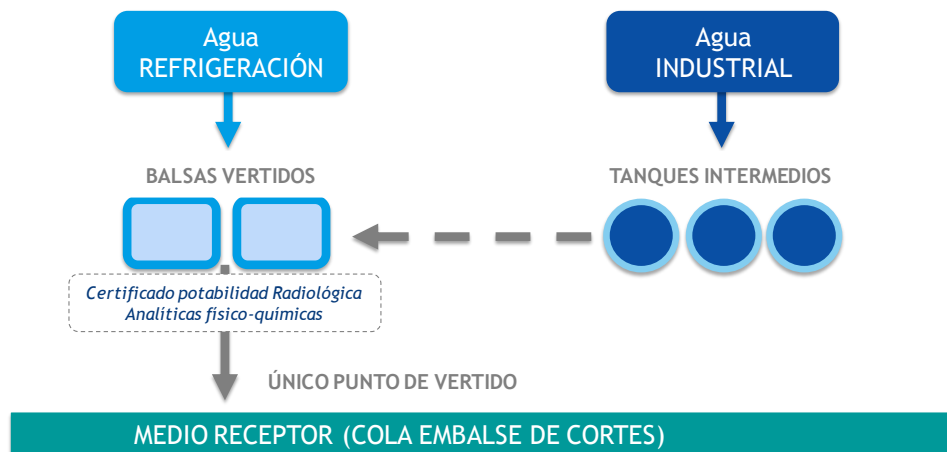 Agua
REFRIGERACIÓN
Agua
INDUSTRIAL
BALSAS VERTIDOS
TANQUES INTERMEDIOS
Certificado potabilidad Radiológica
Analíticas físico-químicas
ÚNICO PUNTO DE VERTIDO
MEDIO RECEPTOR (COLA EMBALSE DE CORTES)